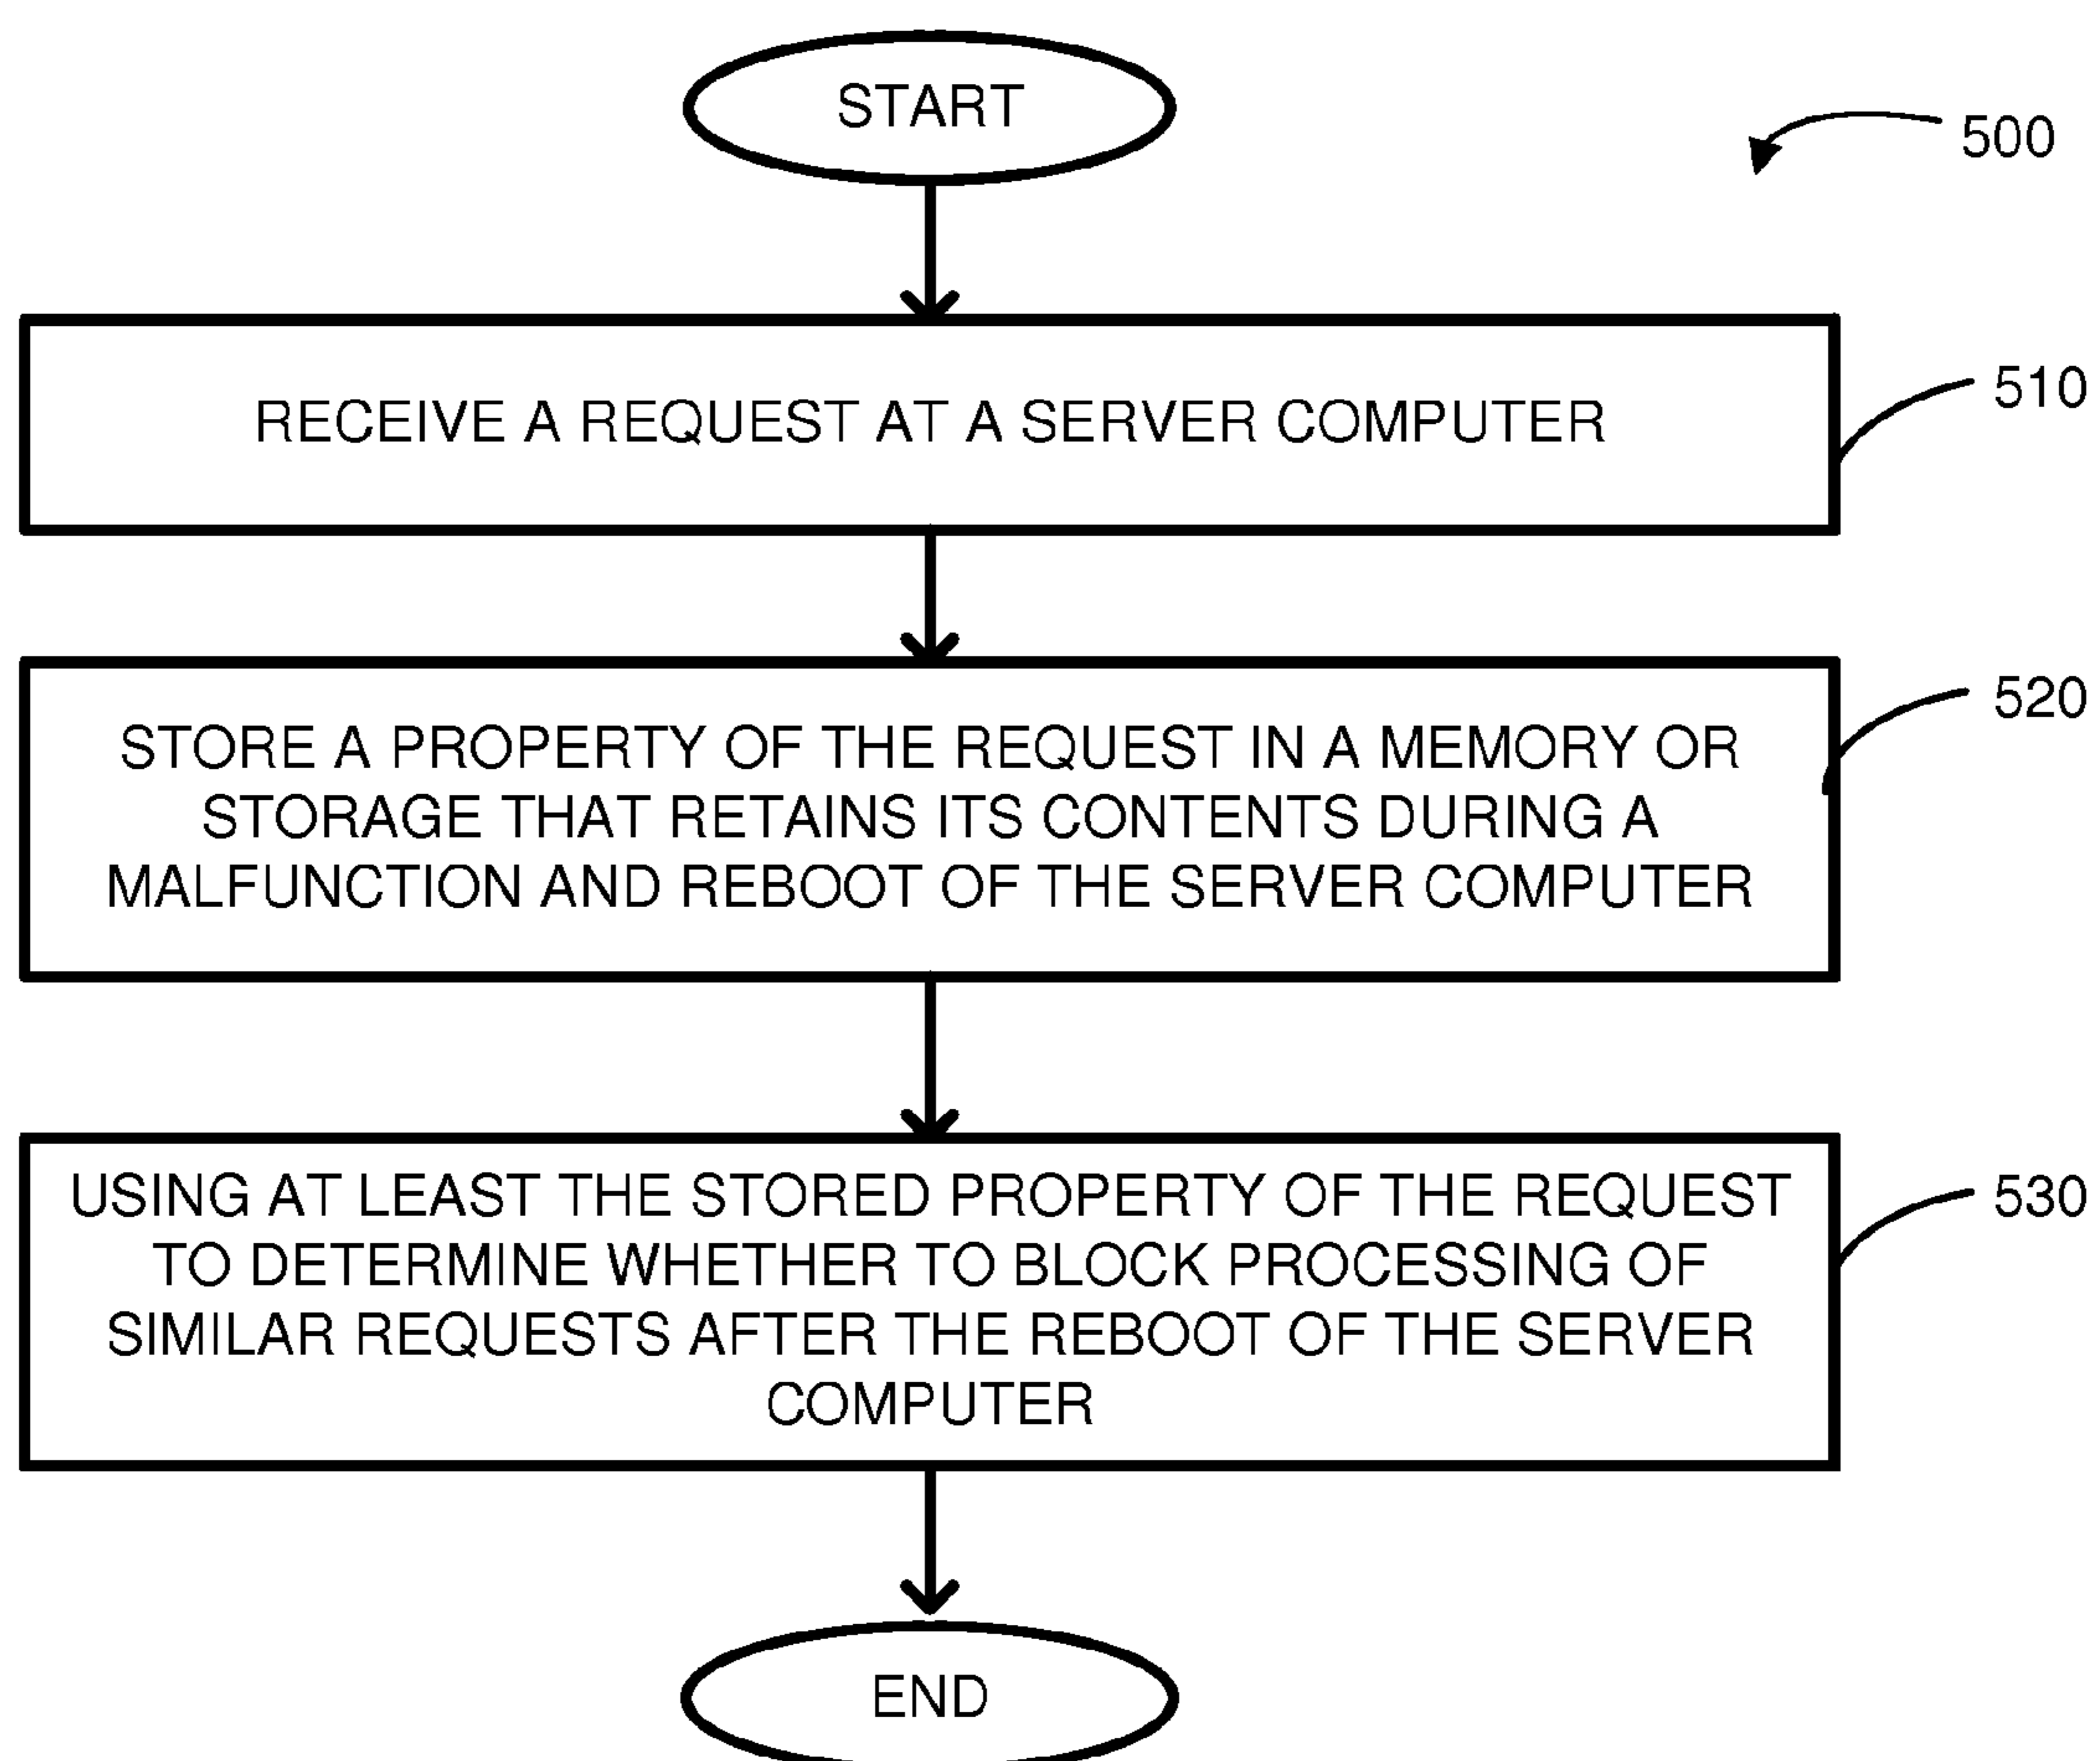 START
500
RECEIVE A REQUEST AT A SERVER COMPUTER
510
STORE A PROPERTY OF THE REQUEST IN A MEMORY OR
STORAGE THAT RETAINS ITS CONTENTS DURING A
MALFUNCTION AND REBOOT OF THE SERVER COMPUTER
520
USING AT LEAST THE STORED PROPERTY OF THE REQUEST
TO DETERMINE WHETHER TO BLOCK PROCESSING OF
SIMILAR REQUESTS AFTER THE REBOOT OF THE SERVER
COMPUTER
530
END